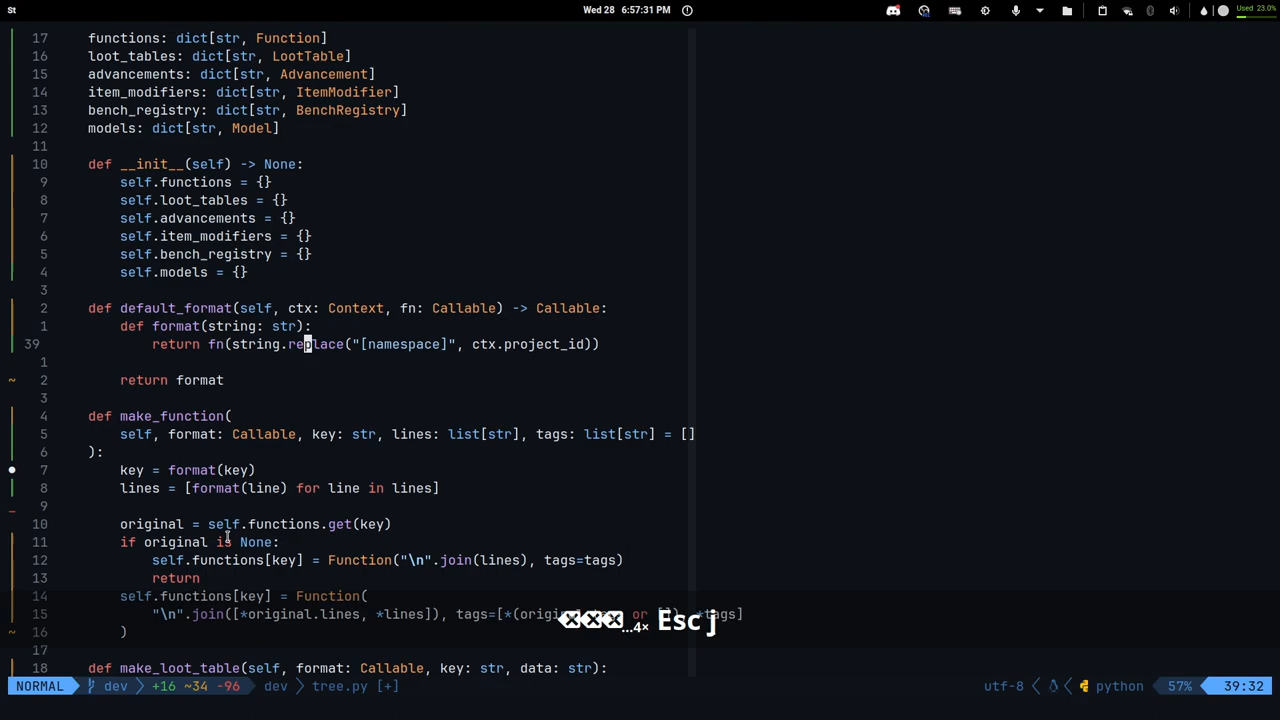 St
Wed 28 6:57:31 PM
Used 23.0%
17 functions: dict[str, Function]
16 loot_tables: dict[str, LootTable]
15 advancements: dict[str, Advancement]
14 item_modifiers: dict[str, ItemModifier]
13 bench_registry: dict[str, BenchRegistry]
12 models: dict[str, Model]
11
10 def __init__(self) -> None:
9 self.functions = {}
8 self.loot_tables = {}
7 self.advancements = {}
6 self.item_modifiers = {}
5 self.bench_registry = {}
4 self.models = {}
3
2 def default_format(self, ctx: Context, fn: Callable) -> Callable:
1 def format(string: str):
39 return fn(string.replace("[namespace]", ctx.project_id))
1
~ 2 return format
3
4 def make_function(
5 self, format: Callable, key: str, lines: list[str], tags: list[str] = []
6 ):
7 key = format(key)
8 lines = [format(line) for line in lines]
_ 9
10 original = self.functions.get(key)
11 if original is None:
12 self.functions[key] = Function("\n".join(lines), tags=tags)
13 return
14 self.functions[key] = Function(
15 "\n".join([*original.lines, *lines]), tags=[*(origi or tags]
~ 16 )
...4× Esc j
17
18 def make_loot_table(self, format: Callable, key: str, data: str):
NORMAL dev +16 ~34 -96 dev tree.py [+] utf-8 python 57% 39:32